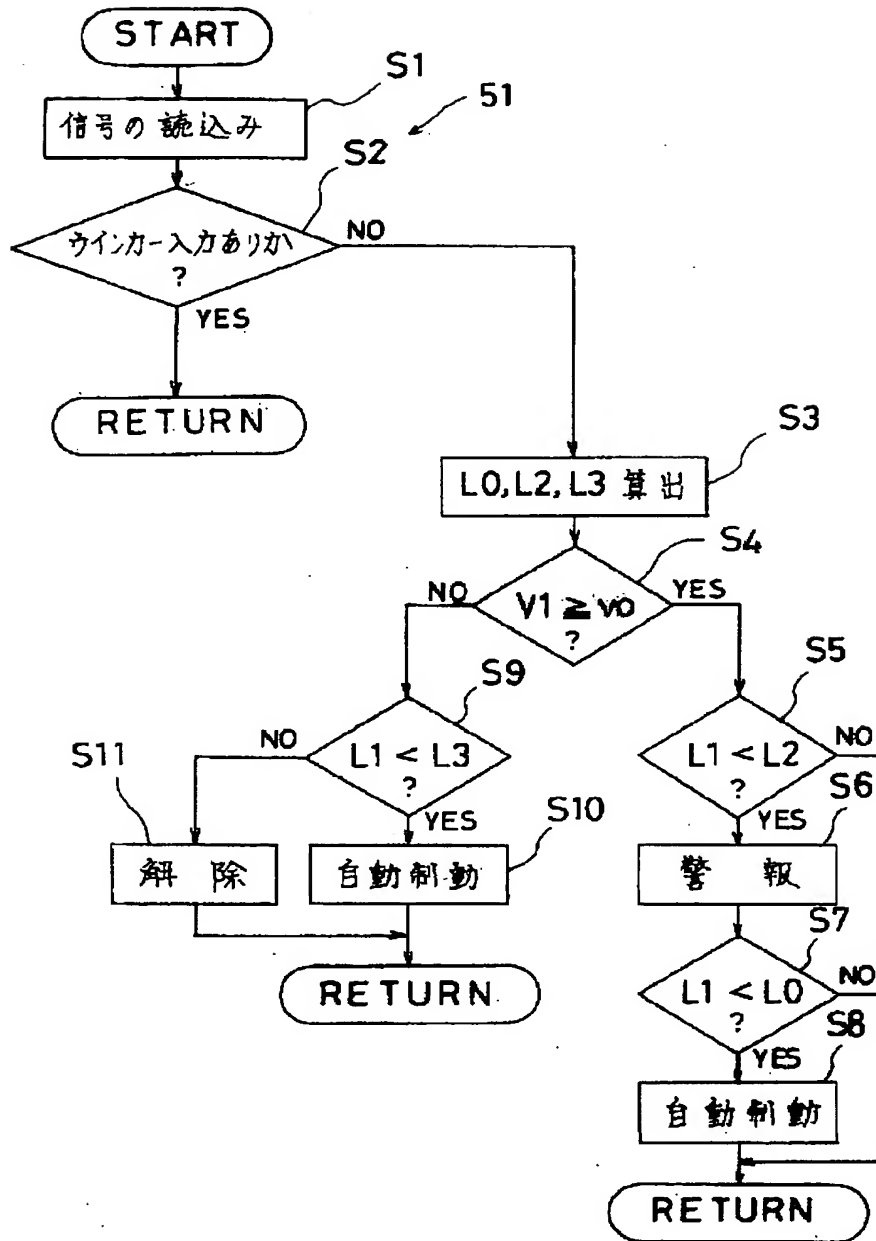 START
S1
信号の読込み
51
S2
ウインカー入力ありか
?
NO
YES
RETURN
S3
L0, L2, L3 算出
S4
V1 ≧ v0
?
NO
YES
S9
L1 < L3
?
NO
YES
S11
解除
S10
自動制動
RETURN
S5
L1 < L2
?
NO
YES
S6
警報
S7
L1 < L0
?
NO
YES
S8
自動制動
RETURN